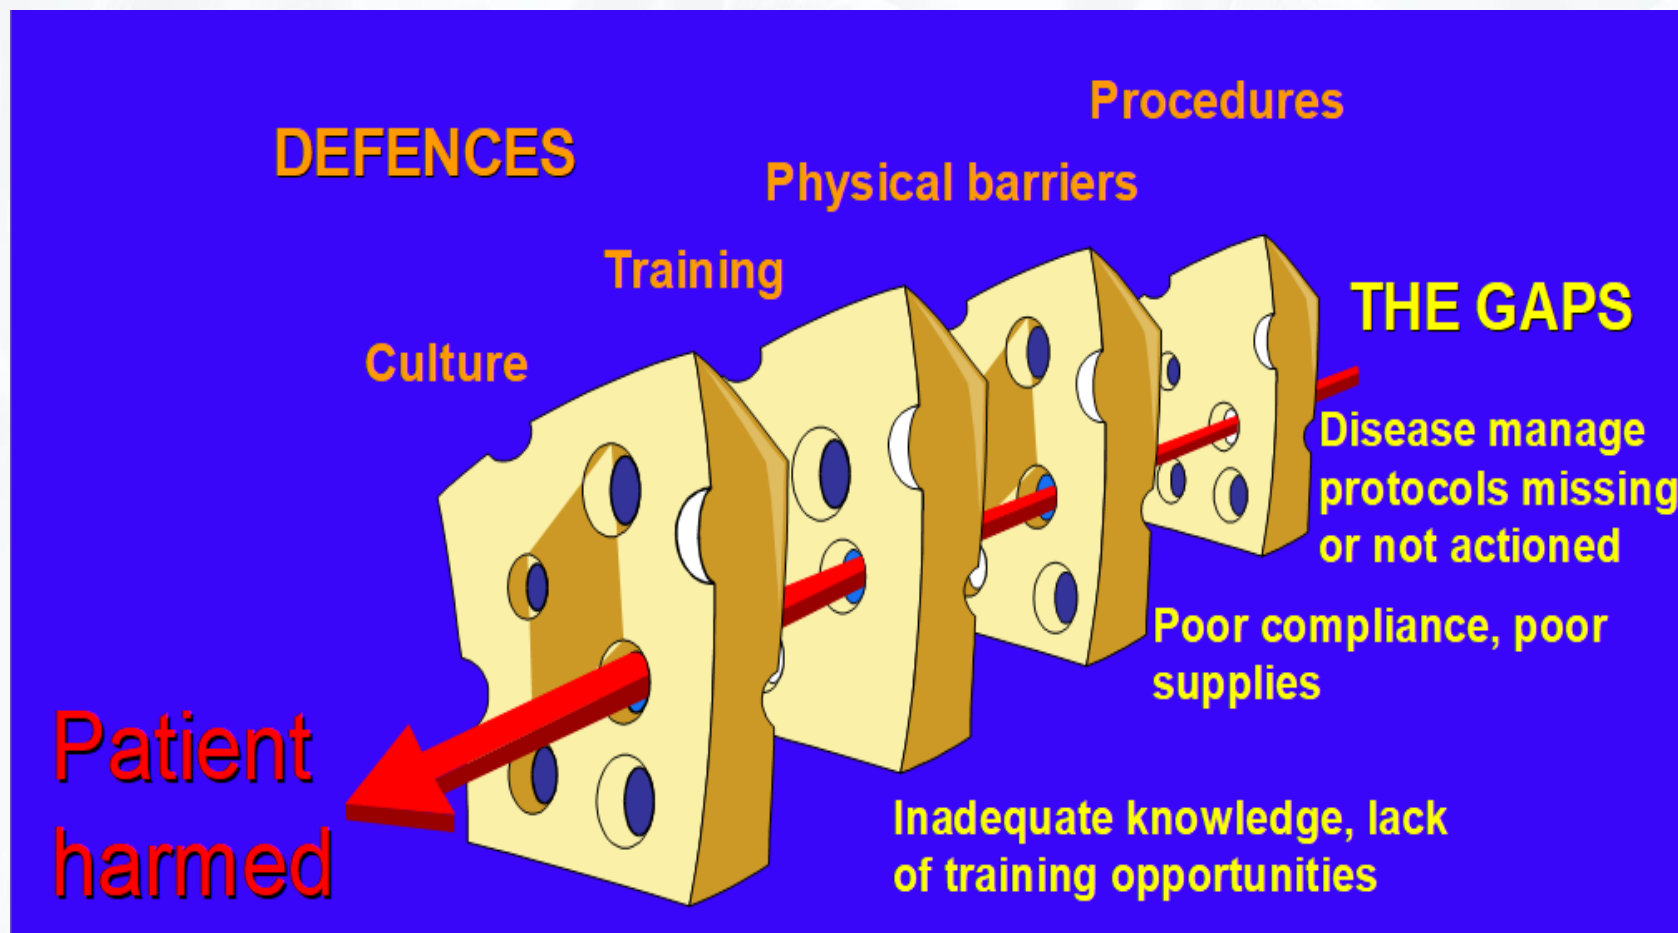 Procedures
DEFENCES
Physical barriers
Training
THE GAPS
Culture
Disease manage
protocols missing
or not actioned
Poor compliance, poor
supplies
Patient
harmed
Inadequate knowledge, lack
of training opportunities